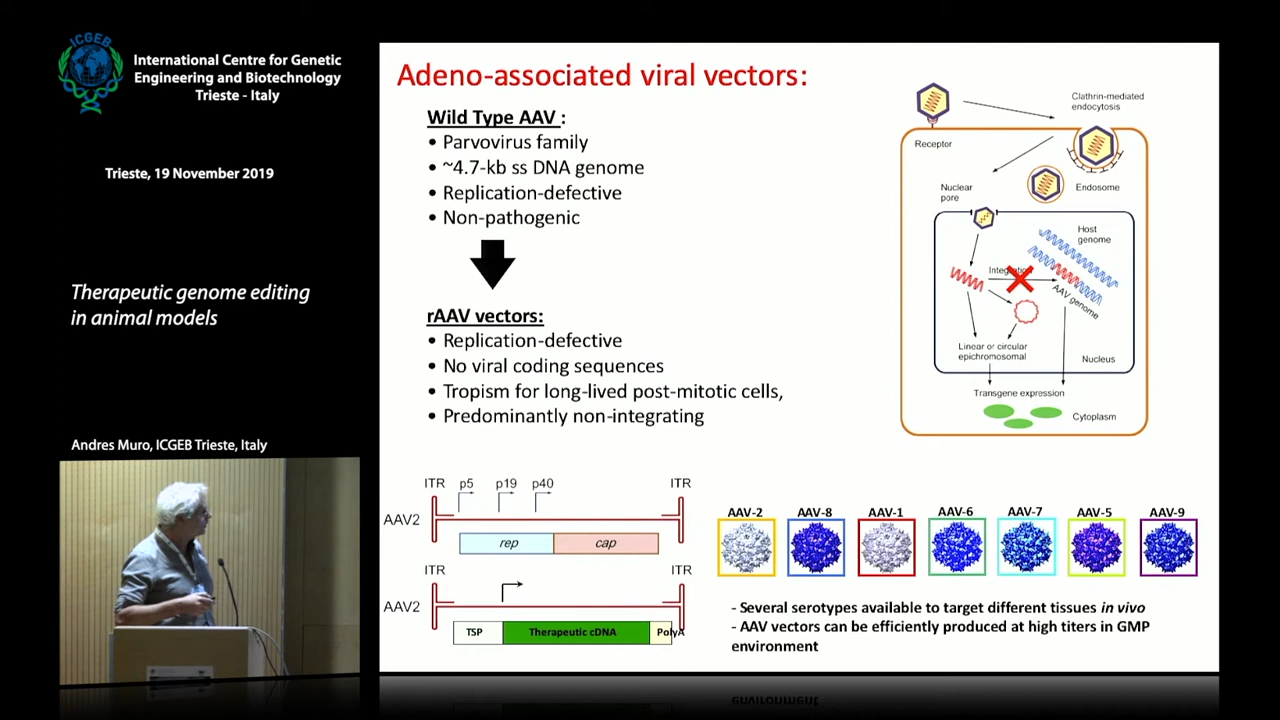 ICGEB
International Centre for Genetic
Engineering and Biotechnology
Trieste - Italy
Trieste, 19 November 2019
Therapeutic genome editing
in animal models
Andres Muro, ICGEB Trieste, Italy
Adeno-associated viral vectors:
Wild Type AAV :
• Parvovirus family
• ~4.7-kb ss DNA genome
• Replication-defective
• Non-pathogenic
rAAV vectors:
• Replication-defective
• No viral coding sequences
• Tropism for long-lived post-mitotic cells,
• Predominantly non-integrating
Clathrin-mediated
endocytosis
Receptor
Endosome
Nuclear
pore
Host
genome
Integration
AAV genome
Linear or circular
epichromosomal
Nucleus
Transgene expression
Cytoplasm
ITR p5 p19 p40 ITR
AAV2
rep cap
ITR ITR
AAV2
TSP Therapeutic cDNA PolyA
AAV-2 AAV-8 AAV-1 AAV-6 AAV-7 AAV-5 AAV-9
- Several serotypes available to target different tissues in vivo
- AAV vectors can be efficiently produced at high titers in GMP
environment